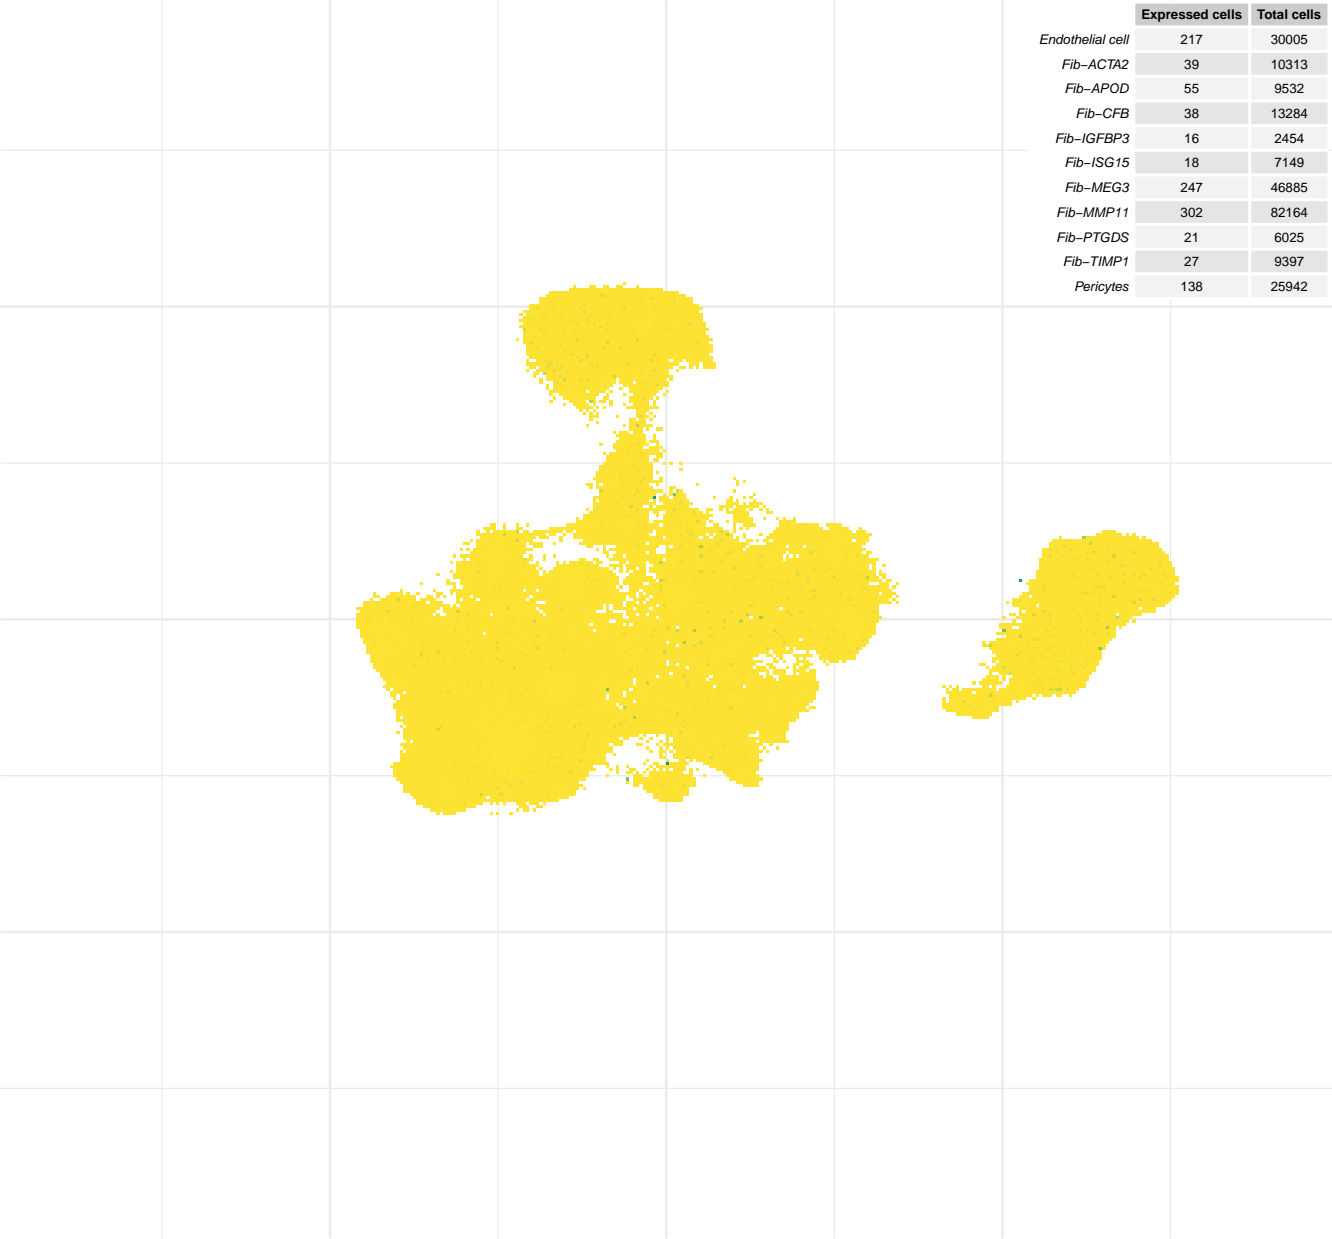 Expressed cells Total cells
Endothelial cell 217 30005
Fib−ACTA2 39 10313
Fib−APOD 55 9532
Fib−CFB 38 13284
Fib−IGFBP3 16 2454
Fib−ISG15 18 7149
Fib−MEG3 247 46885
Fib−MMP11 302 82164
Fib−PTGDS 21 6025
Fib−TIMP1 27 9397
Pericytes 138 25942